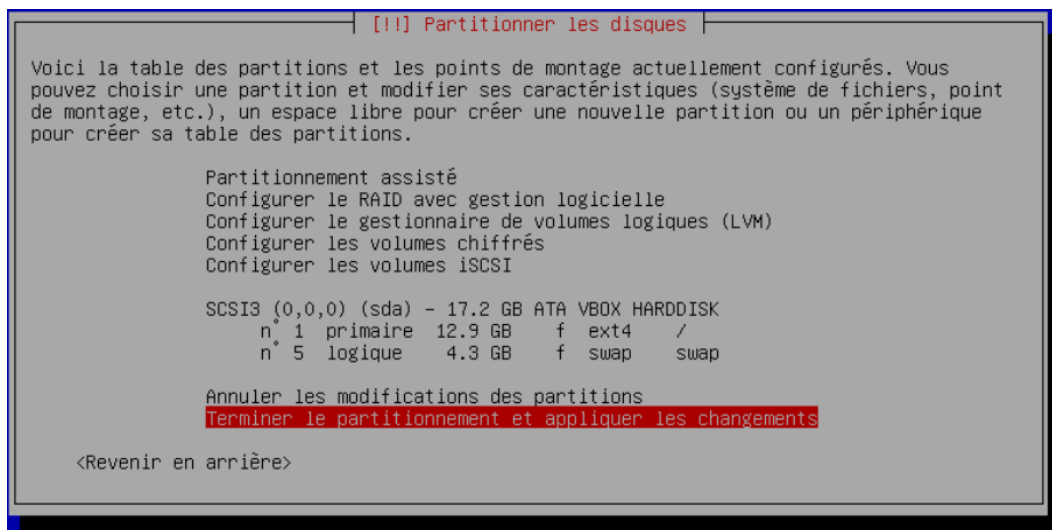 [!!] Partitionner les disques
Voici la table des partitions et les points de montage actuellement configurés. Vous
pouvez choisir une partition et modifier ses caractéristiques (système de fichiers, point
de montage, etc.), un espace libre pour créer une nouvelle partition ou un périphérique
pour créer sa table des partitions.
Partitionnement assisté
Configurer le RAID avec gestion logicielle
Configurer le gestionnaire de volumes logiques (LVM)
Configurer les volumes chiffrés
Configurer les volumes iSCSI
SCSI3 (0,0,0) (sda) – 17.2 GB ATA VBOX HARDDISK
n° 1 primaire 12.9 GB f ext4 /
n° 5 logique 4.3 GB f swap swap
Annuler les modifications des partitions
Terminer le partitionnement et appliquer les changements
<Revenir en arrière>